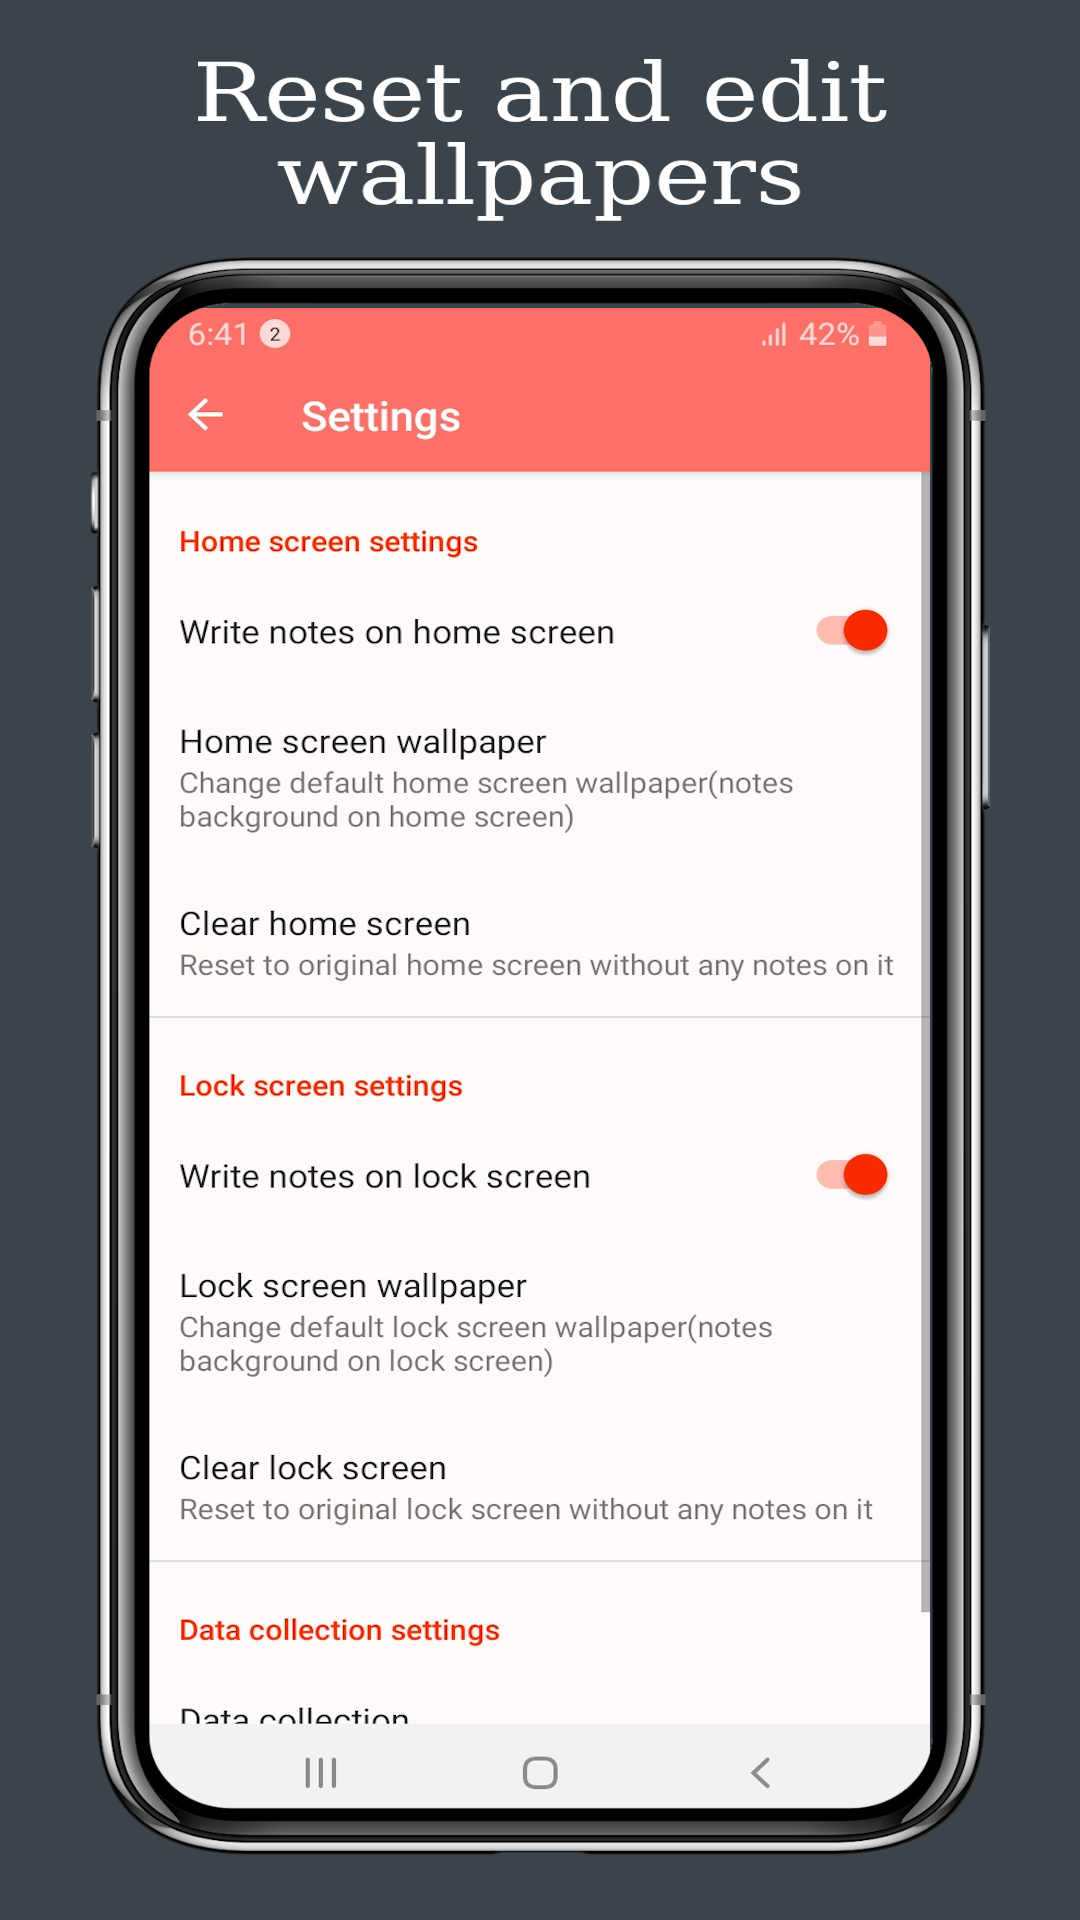 Reset and edit
wallpapers
6:41 2 42%
Settings
Home screen settings
Write notes on home screen
Home screen wallpaper
Change default home screen wallpaper(notes
background on home screen)
Clear home screen
Reset to original home screen without any notes on it
Lock screen settings
Write notes on lock screen
Lock screen wallpaper
Change default lock screen wallpaper(notes
background on lock screen)
Clear lock screen
Reset to original lock screen without any notes on it
Data collection settings
Data collection